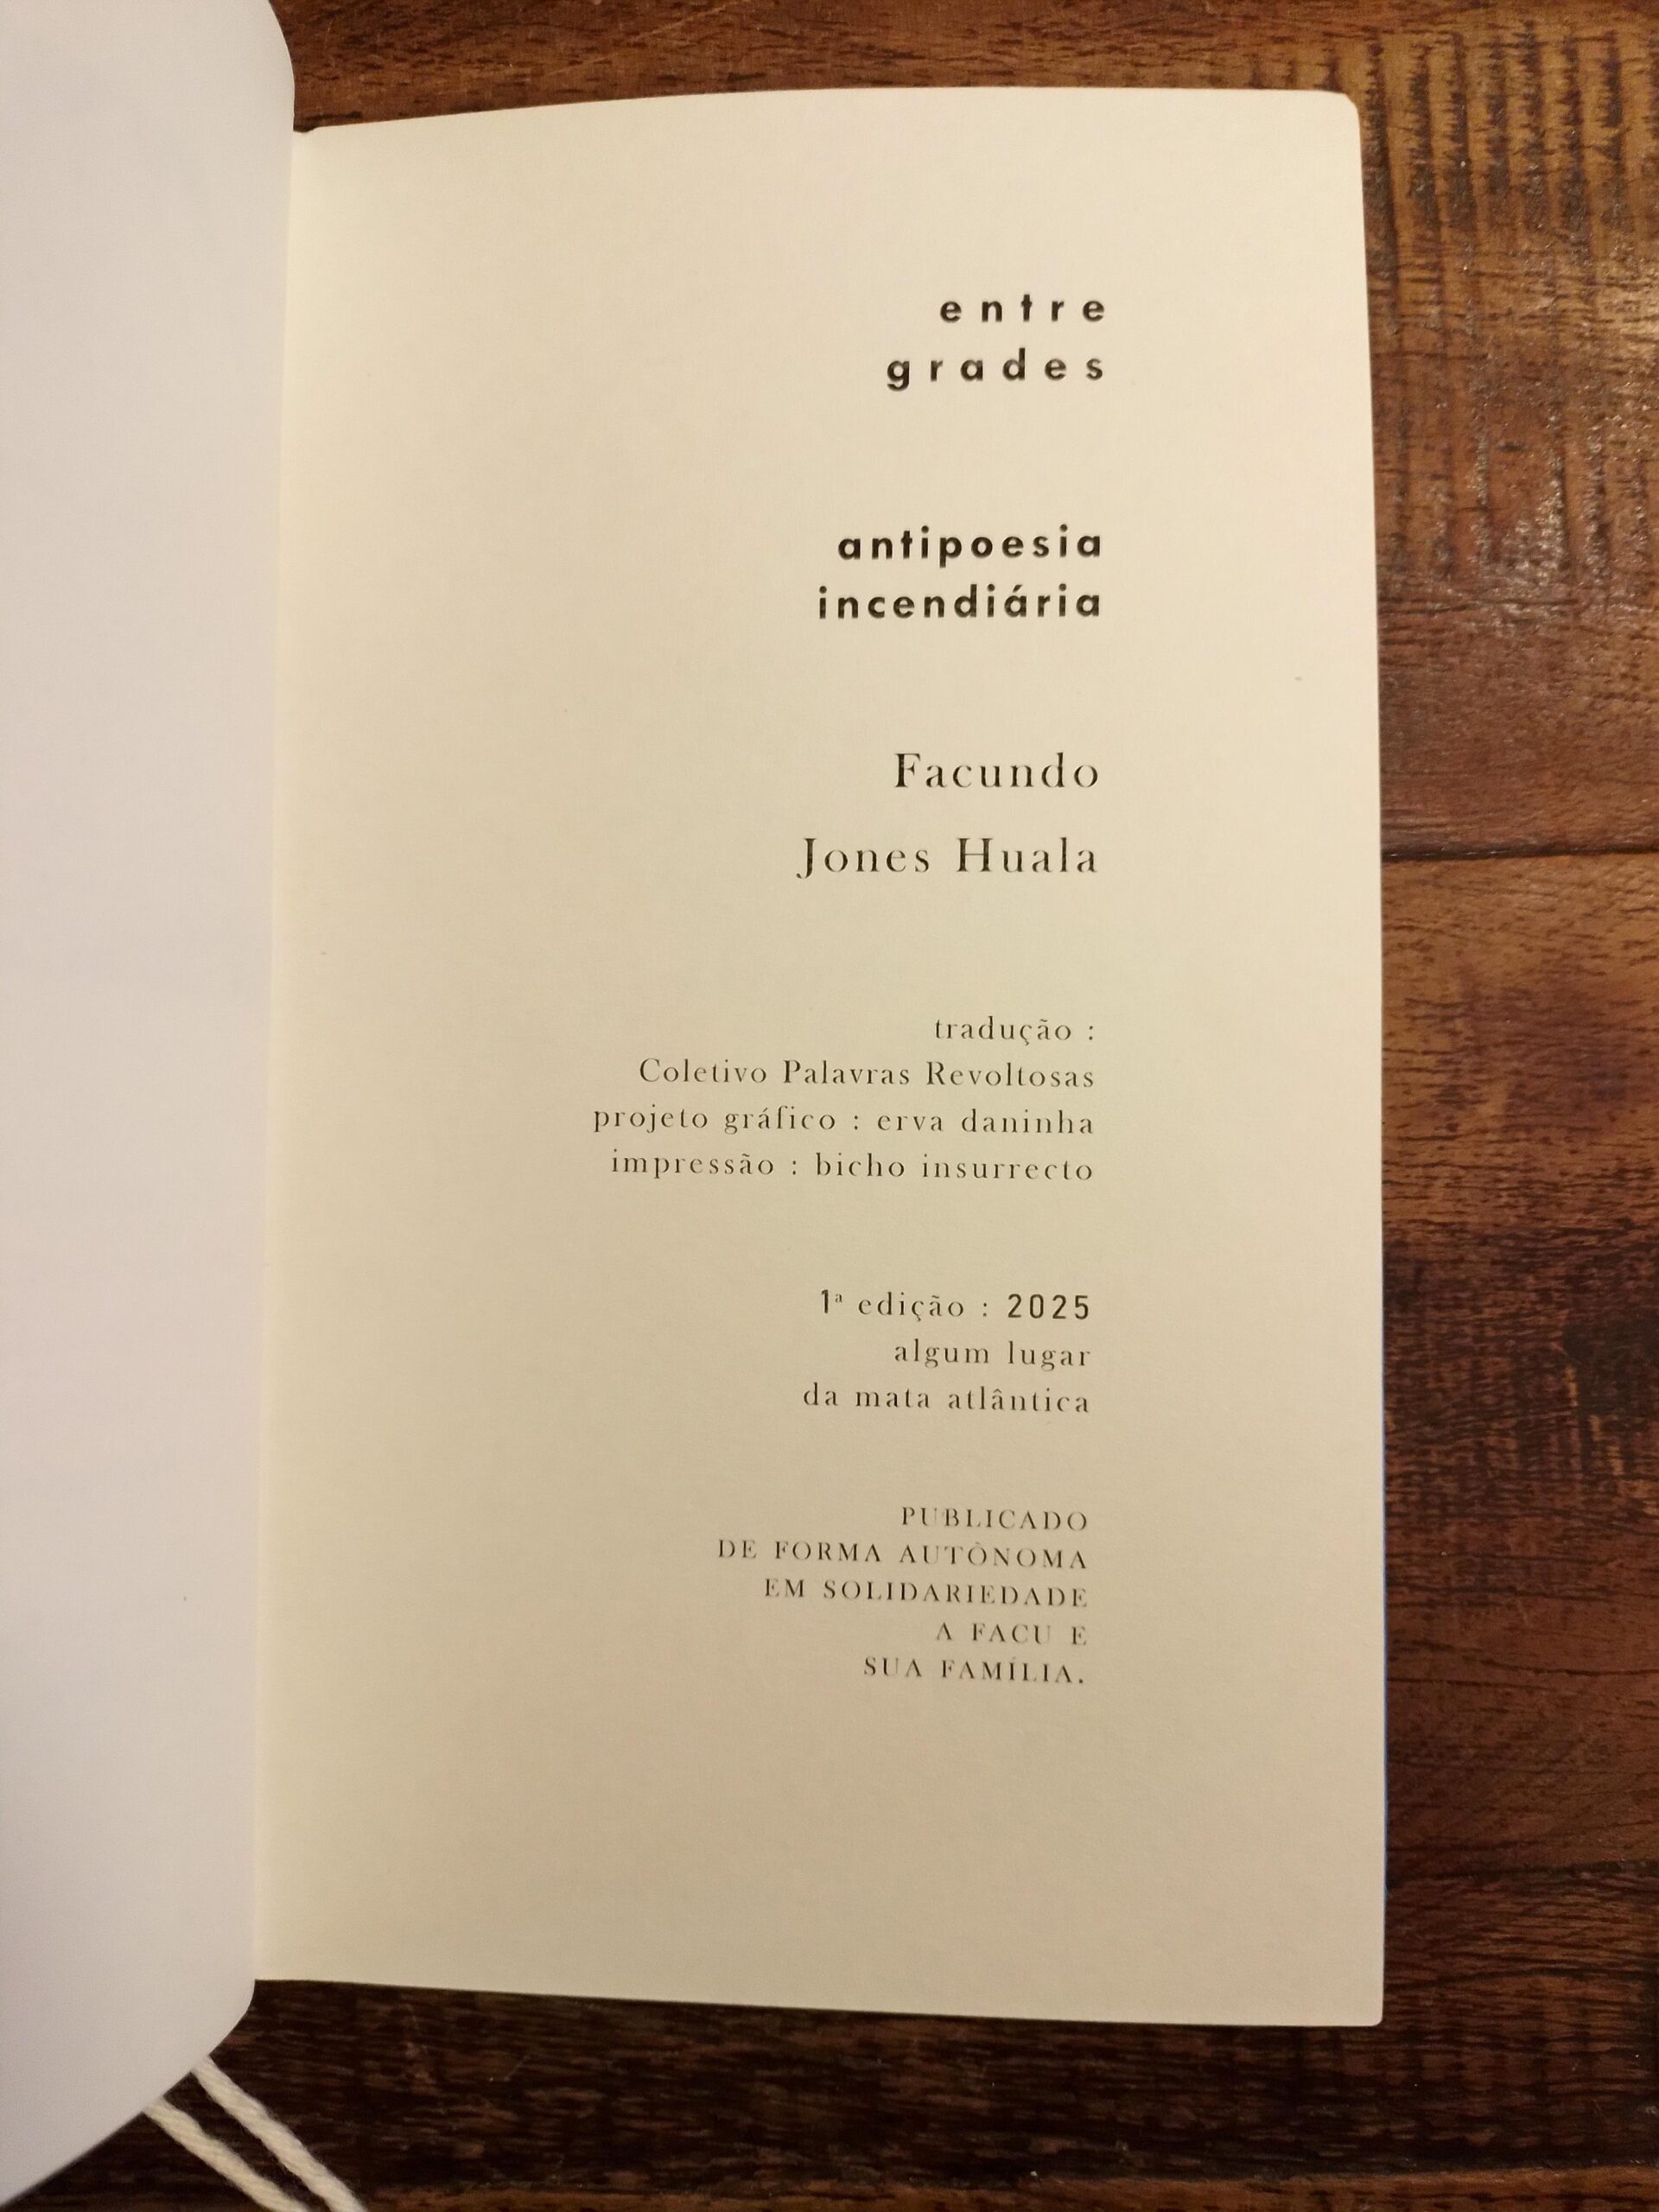 entre
grades
antipoesia
incendiária
Facundo
Jones Huala
tradução :
Coletivo Palavras Revoltosas
projeto gráfico : erva daninha
impressão : bicho insurrecto
1ª edição : 2025
algum lugar
da mata atlântica
PUBLICADO
DE FORMA AUTÔNOMA
EM SOLIDARIEDADE
A FACU E
SUA FAMÍLIA.